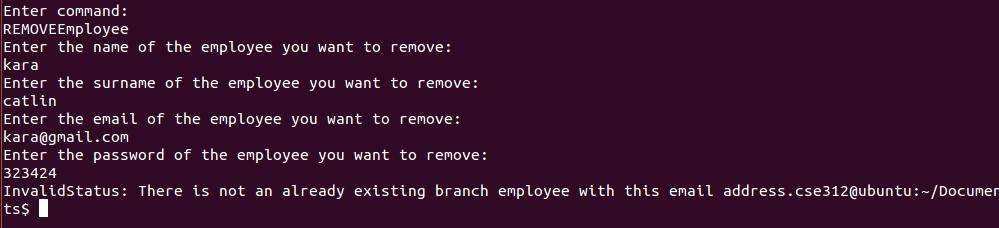 Enter command:
REMOVEEmployee
Enter the name of the employee you want to remove:
kara
Enter the surname of the employee you want to remove:
catlin
Enter the email of the employee you want to remove:
kara@gmail.com
Enter the password of the employee you want to remove:
323424
InvalidStatus: There is not an already existing branch employee with this email address.cse312@ubuntu:~/Documen
ts$